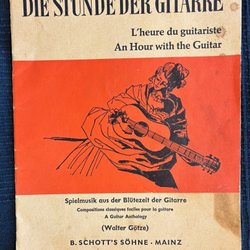 DIE STUNDE DER GITARRE
L'heure du guitariste
An Hour with the Guitar
Spielmusik aus der Blütezeit der Gitarre
Compositions classiques faciles pour la guitare
A Guitar Anthology
(Walter Götze)
B. SCHOTT'S SÖHNE · MAINZ